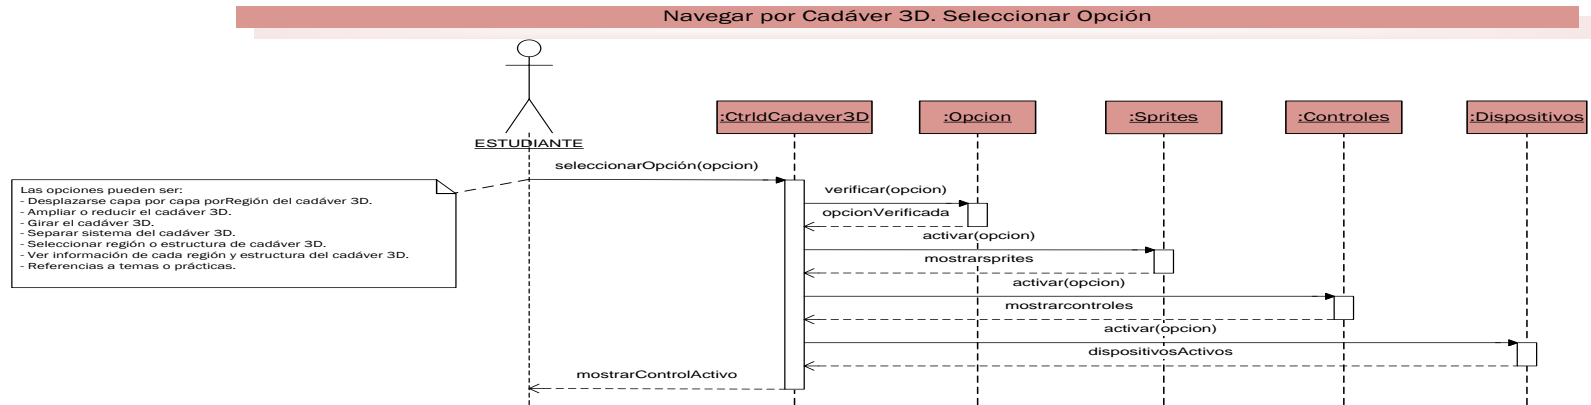 Navegar por Cadáver 3D. Seleccionar Opción
ESTUDIANTE
:CtrldCadaver3D
:Opcion
:Sprites
:Controles
:Dispositivos
seleccionarOpción(opcion)
Las opciones pueden ser:
- Desplazarse capa por capa porRegión del cadáver 3D.
- Ampliar o reducir el cadáver 3D.
- Girar el cadáver 3D.
- Separar sistema del cadáver 3D.
- Seleccionar región o estructura de cadáver 3D.
- Ver información de cada región y estructura del cadáver 3D.
- Referencias a temas o prácticas.
verificar(opcion)
opcionVerificada
activar(opcion)
mostrarsprites
activar(opcion)
mostrarcontroles
activar(opcion)
dispositivosActivos
mostrarControlActivo